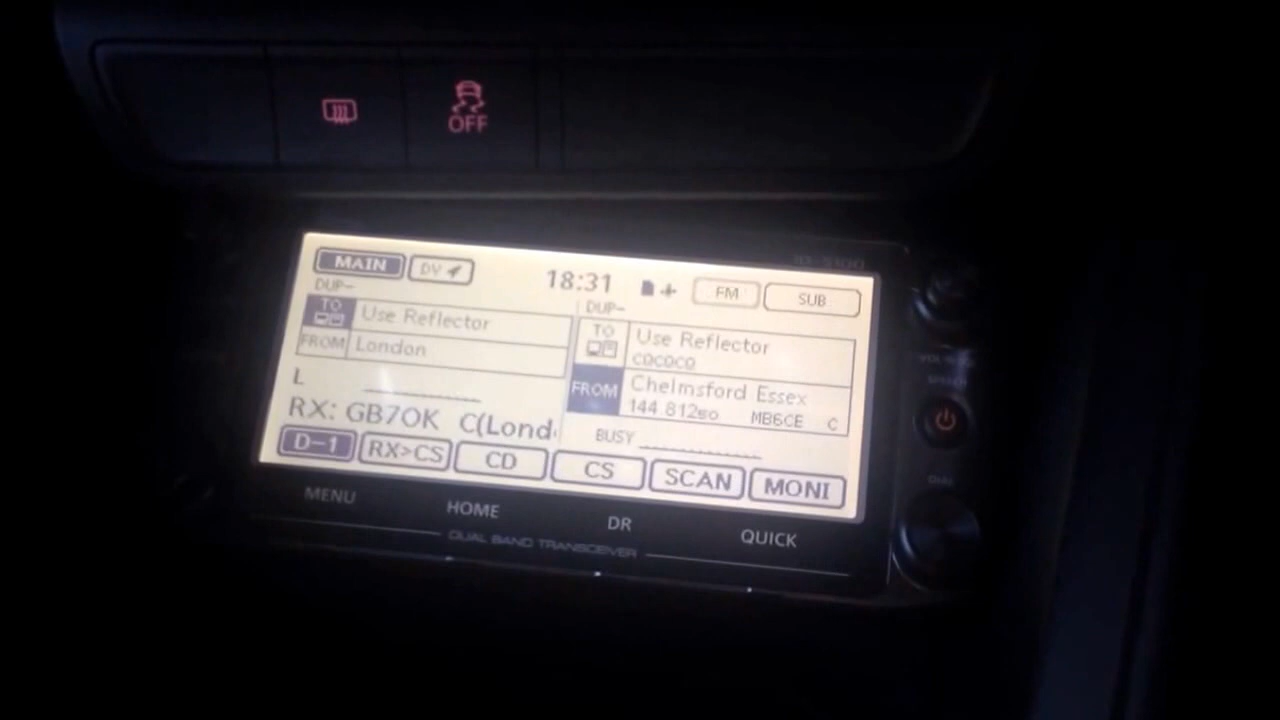 OFF
MAIN DV 18:31 FM SUB
DUP- DUP-
TO Use Reflector
FROM London
TO Use Reflector
CQCQCQ
FROM Chelmsford Essex
144.81250 MB6CE C
L
RX: GB7OK C(Lond
BUSY
D-1 RX>CS CD CS SCAN MONI
MENU HOME DR QUICK
DUAL BAND TRANSCEIVER
DIAL